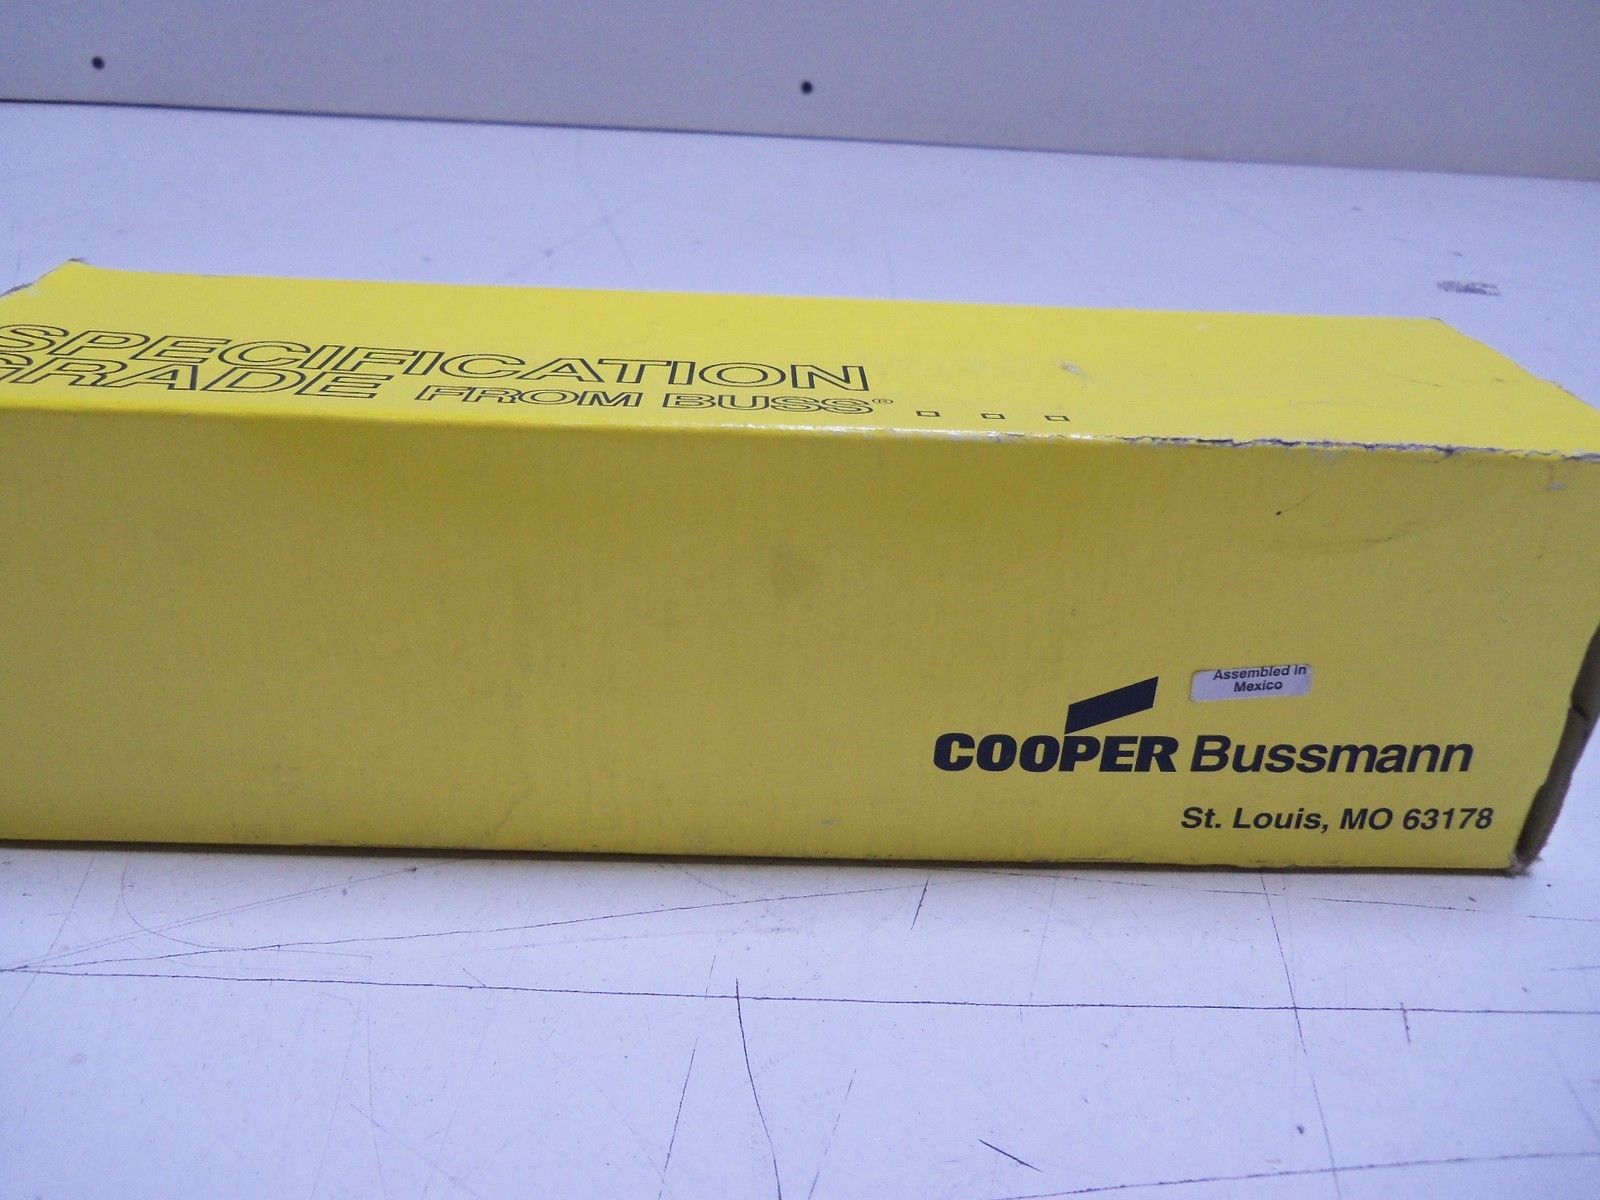 SPECIFICATION
GRADE FROM BUSS® . . .
Assembled in
Mexico
COOPER Bussmann
St. Louis, MO 63178